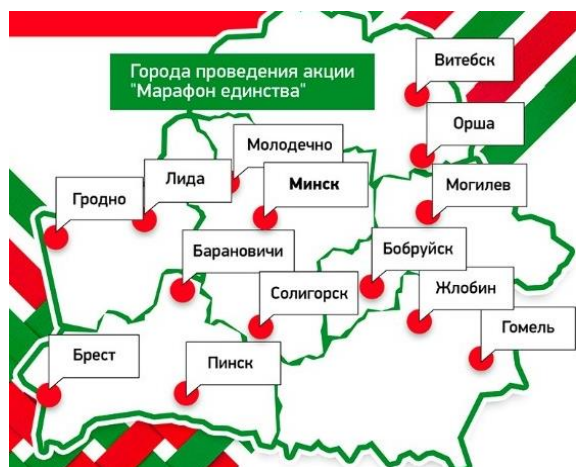 Города проведения акции
"Марафон единства"
Витебск
Орша
Молодечно
Лида
Минск
Могилев
Гродно
Барановичи
Бобруйск
Солигорск
Жлобин
Гомель
Брест
Пинск